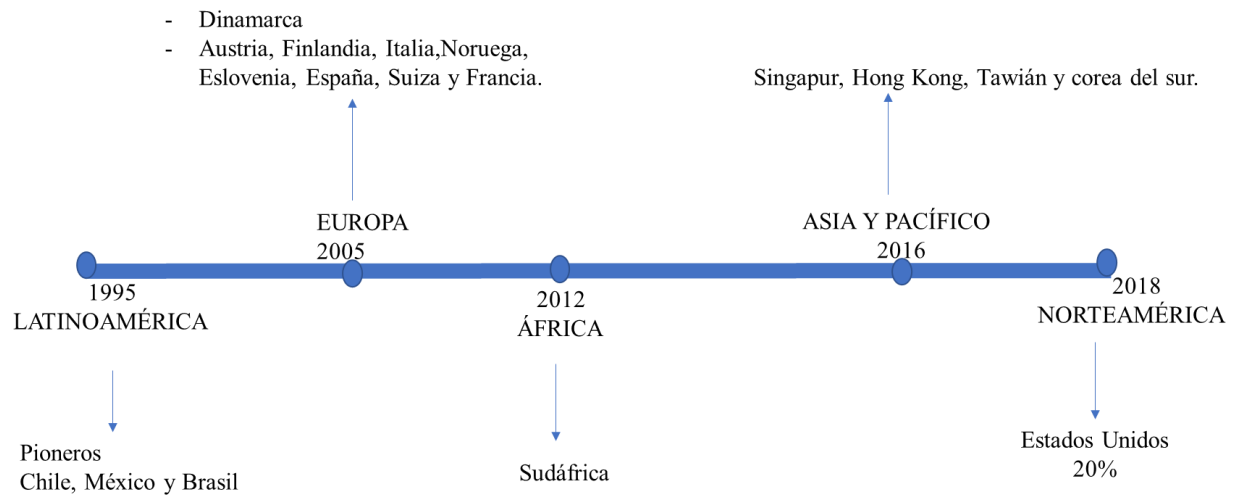 - Dinamarca
- Austria, Finlandia, Italia,Noruega,
Eslovenia, España, Suiza y Francia.
Singapur, Hong Kong, Tawián y corea del sur.
EUROPA
2005
ASIA Y PACÍFICO
2016
1995
LATINOAMÉRICA
2012
ÁFRICA
2018
NORTEAMÉRICA
Pioneros
Chile, México y Brasil
Sudáfrica
Estados Unidos
20%